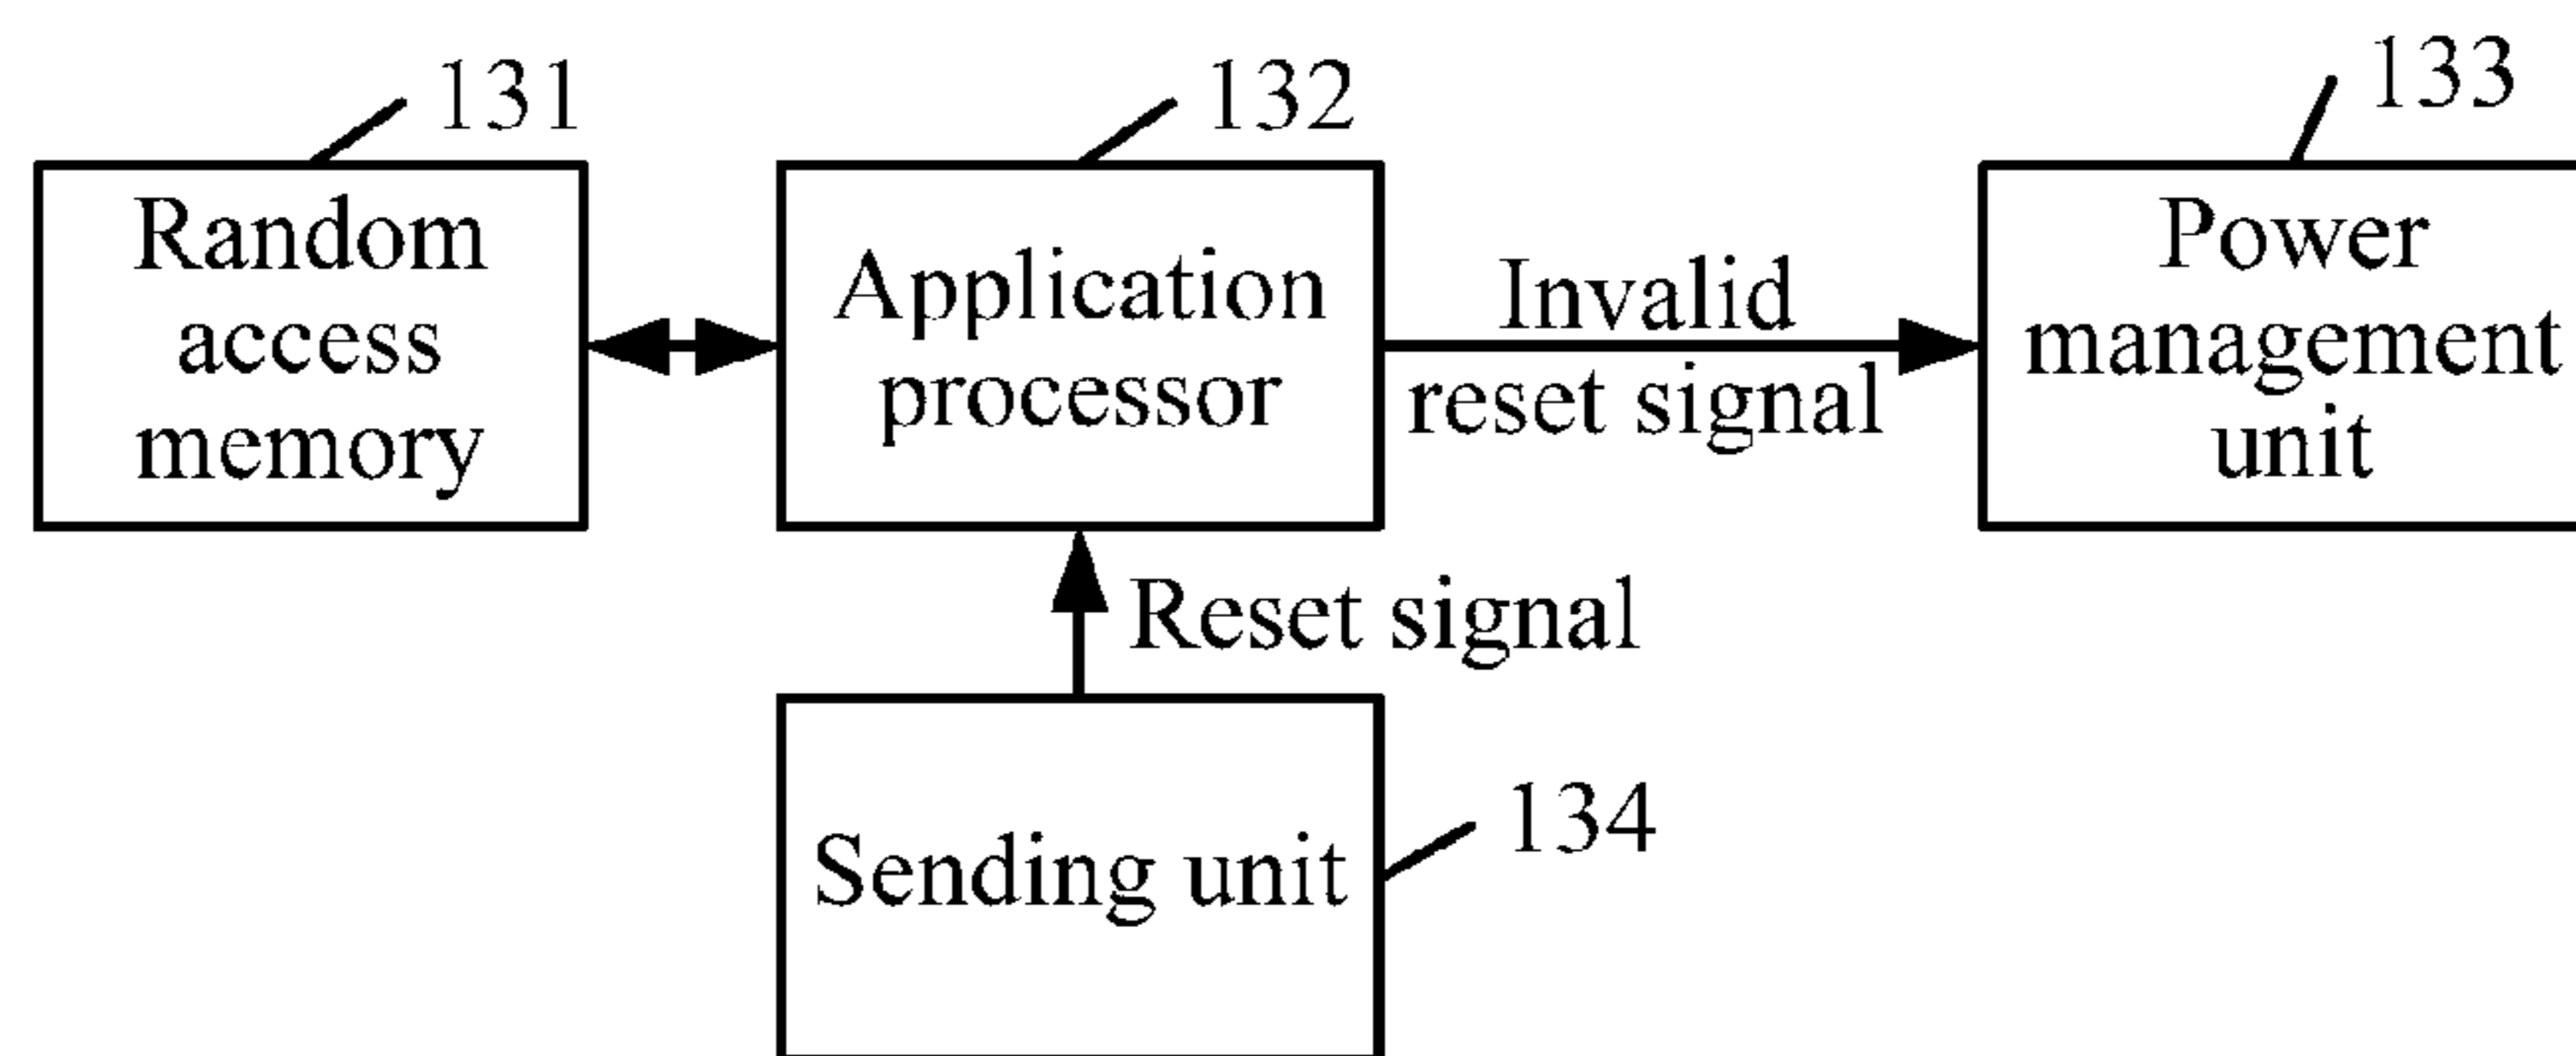 131
132
133
Random
access
memory
Application
processor
Invalid
reset signal
Power
management
unit
Reset signal
Sending unit
134